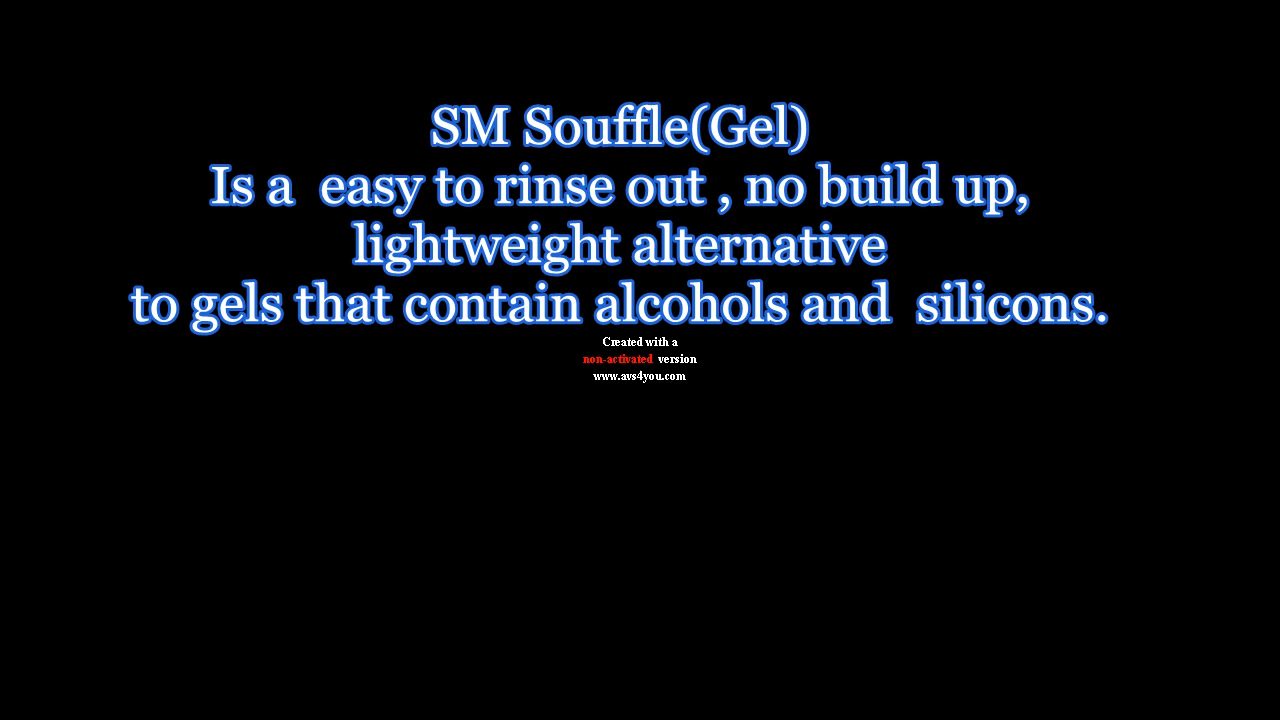 SM Souffle(Gel)
Is a  easy to rinse out , no build up,
lightweight alternative
to gels that contain alcohols and  silicons.
Created with a
non-activated version
www.avs4you.com